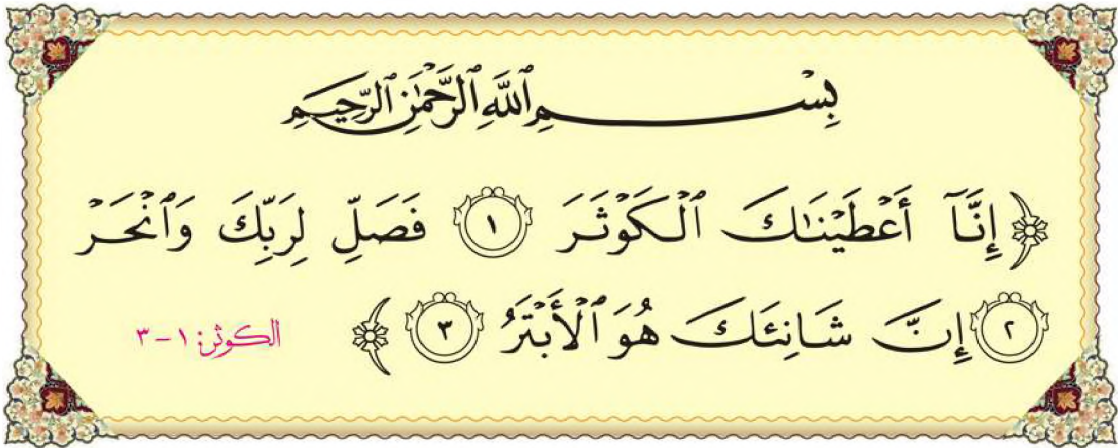 بِسْمِ ٱللَّهِ ٱلرَّحْمَٰنِ ٱلرَّحِيمِ
﴿ إِنَّآ أَعْطَيْنَٰكَ ٱلْكَوْثَرَ ١ فَصَلِّ لِرَبِّكَ وَٱنْحَرْ
٢ إِنَّ شَانِئَكَ هُوَ ٱلْأَبْتَرُ ٣ ﴾ الكوثر: ١ - ٣